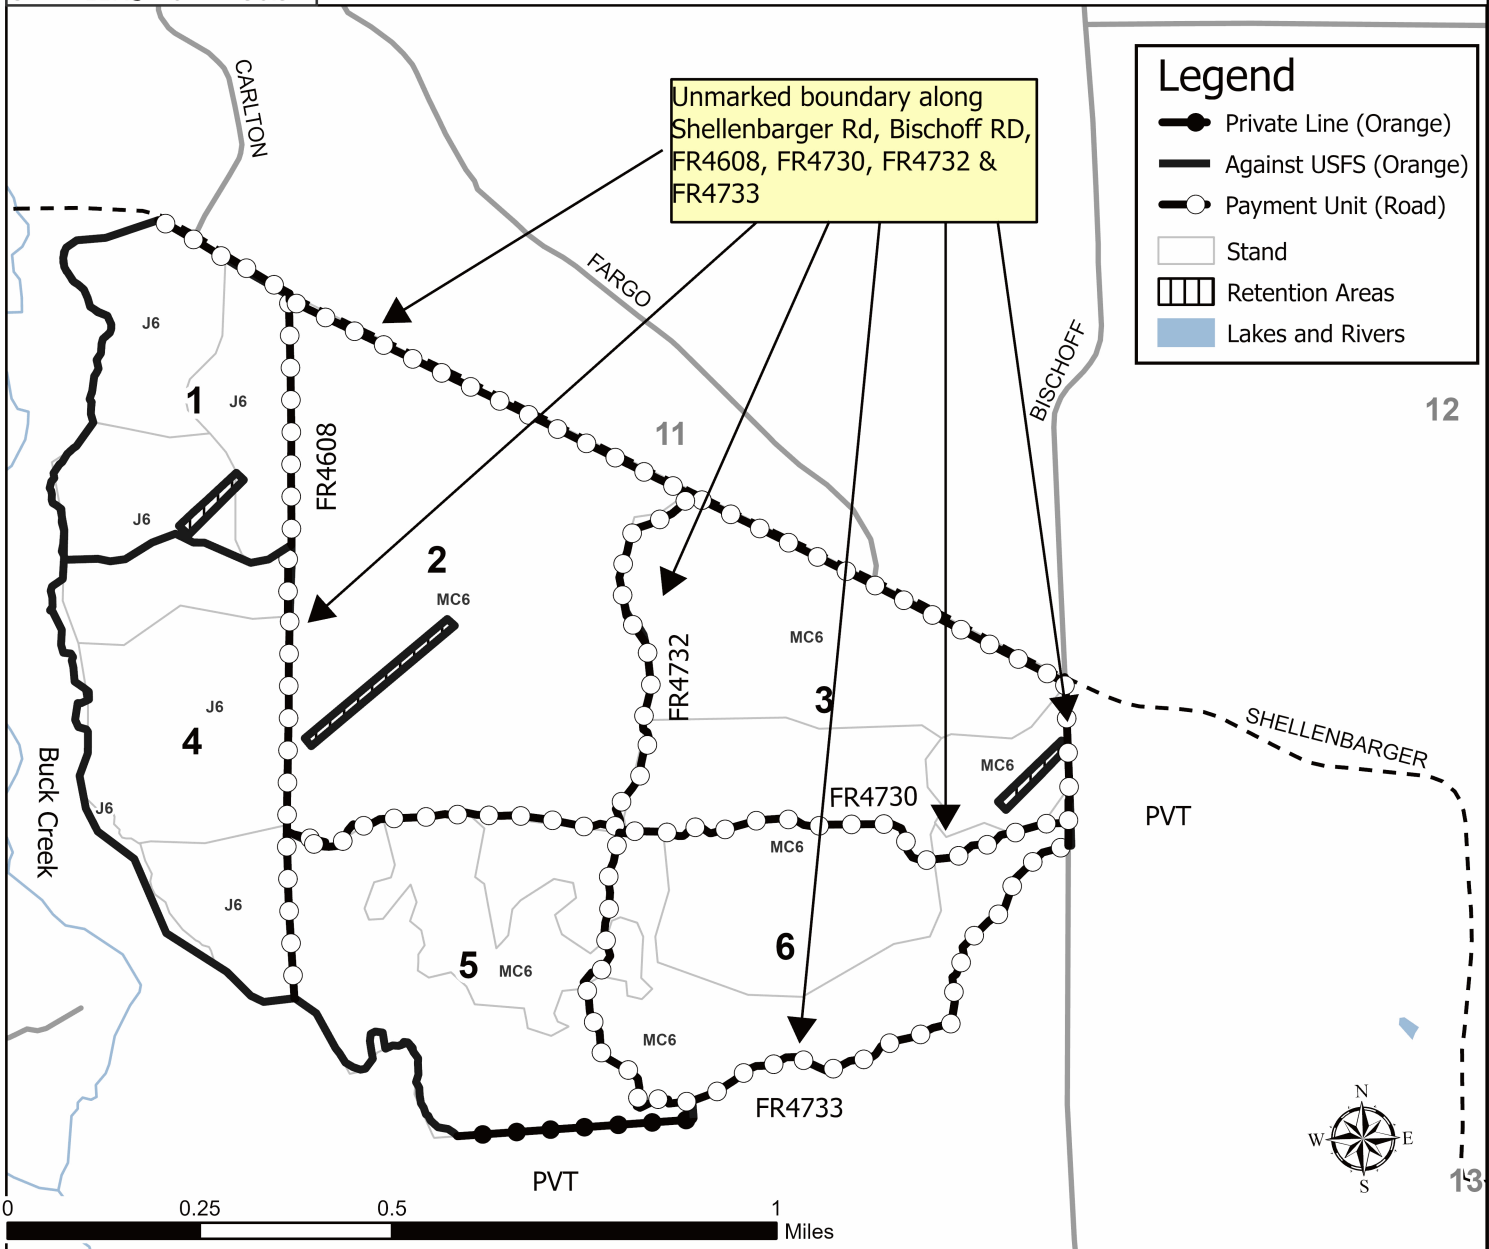 CARLTON
Unmarked boundary along
Shellenbarger Rd, Bischoff RD,
FR4608, FR4730, FR4732 &
FR4733
Legend
Private Line (Orange)
Against USFS (Orange)
Payment Unit (Road)
Stand
Retention Areas
Lakes and Rivers
FARGO
BISCHOFF
J6
1
J6
12
11
FR4608
J6
2
MC6
MC6
FR4732
3
J6
4
SHELLENBARGER
Buck Creek
MC6
FR4730
J6
PVT
MC6
J6
5
MC6
6
MC6
FR4733
N
W
E
S
PVT
13
0
0.25
0.5
1
Miles